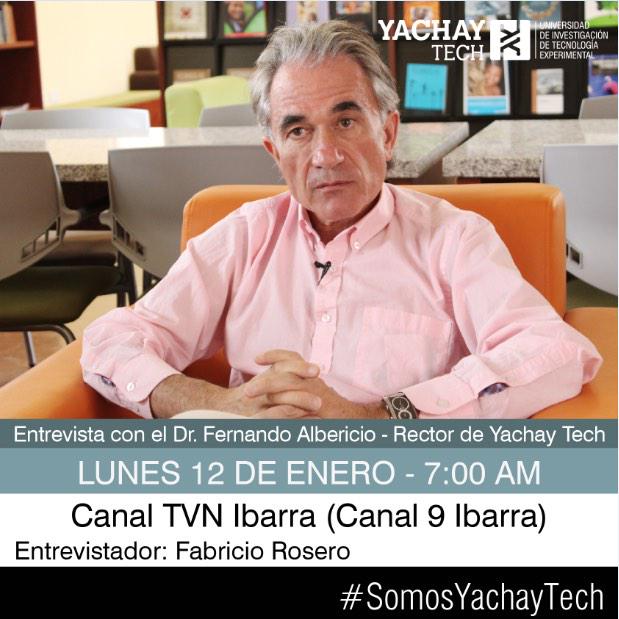 YACHAY
TECH
UNIVERSIDAD
DE INVESTIGACIÓN
DE TECNOLOGÍA
EXPERIMENTAL
Entrevista con el Dr. Fernando Albericio - Rector de Yachay Tech
LUNES 12 DE ENERO - 7:00 AM
Canal TVN Ibarra (Canal 9 Ibarra)
Entrevistador: Fabricio Rosero
#SomosYachayTech